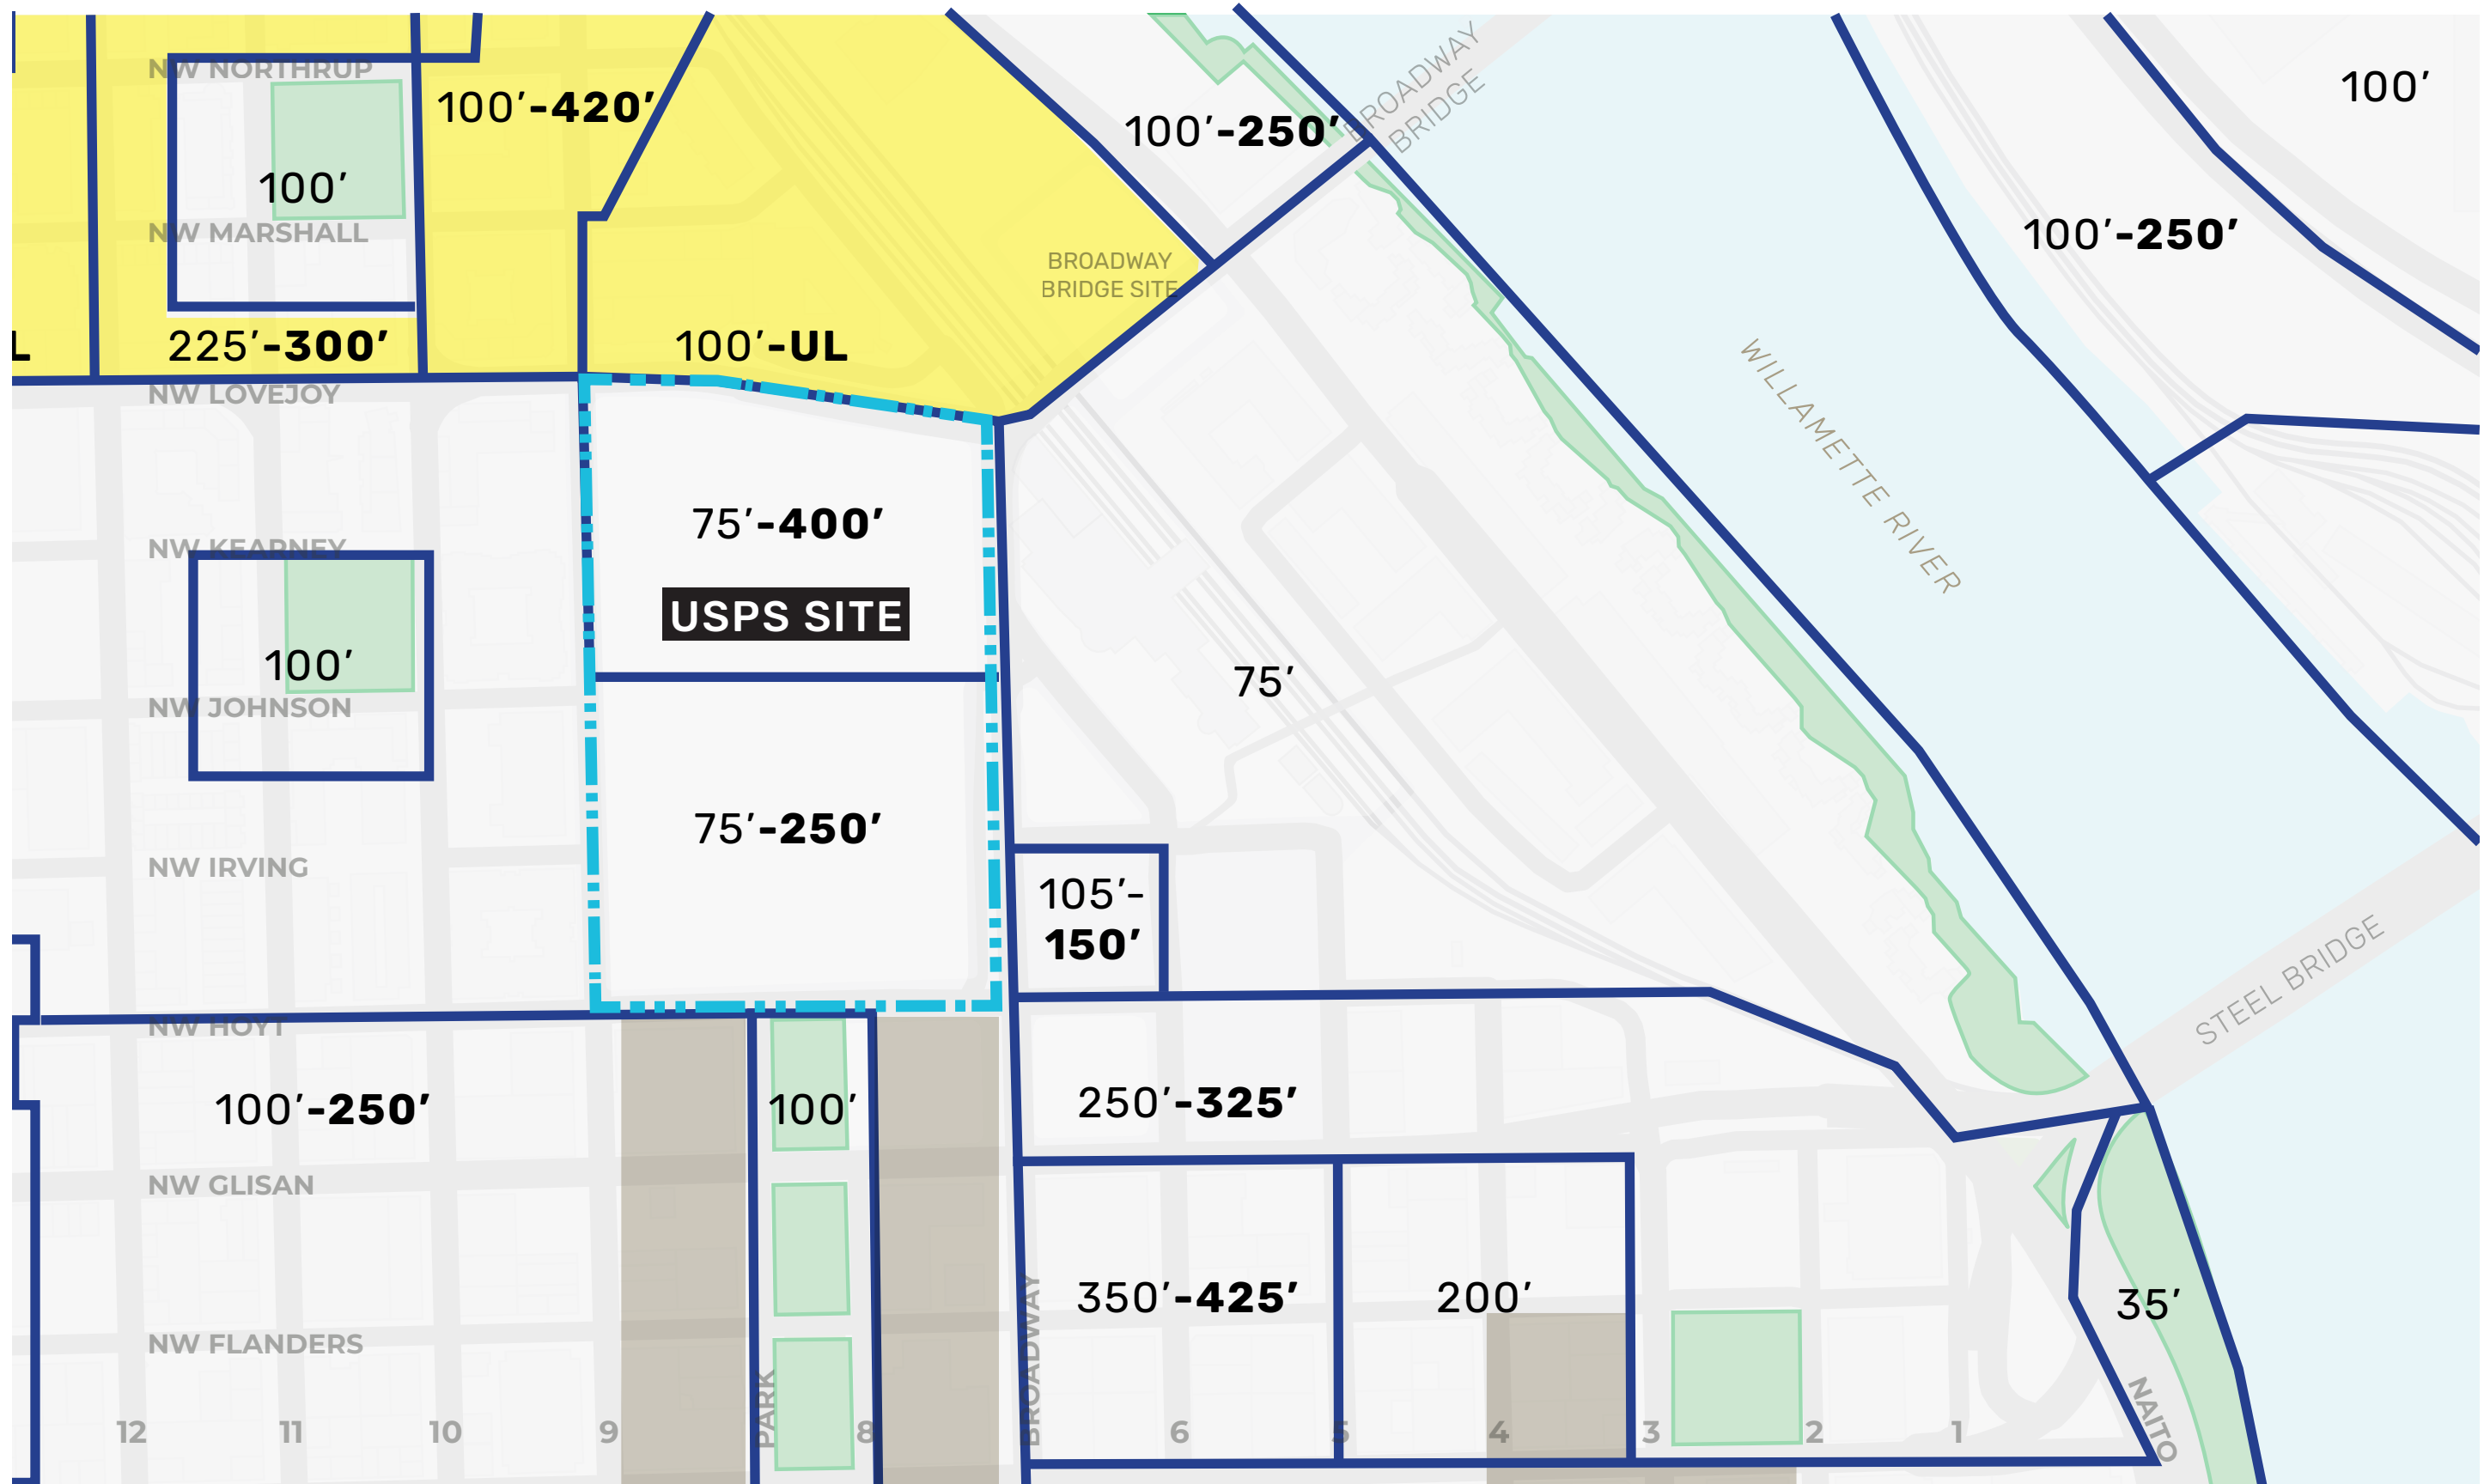 NW NORTHRUP
100′-420′
100′
NW MARSHALL
225′-300′
L
NW LOVEJOY
100′-UL
BROADWAY
BRIDGE SITE
100′-250′
BROADWAY
BRIDGE
100′
100′-250′
WILLAMETTE RIVER
75′-400′
USPS SITE
NW KEARNEY
100′
NW JOHNSON
75′
75′-250′
NW IRVING
105′-
150′
STEEL BRIDGE
NW HOYT
100′-250′
100′
250′-325′
NW GLISAN
350′-425′
200′
35′
NW FLANDERS
PARK
BROADWAY
NAITO
12
11
10
9
8
6
5
4
3
2
1